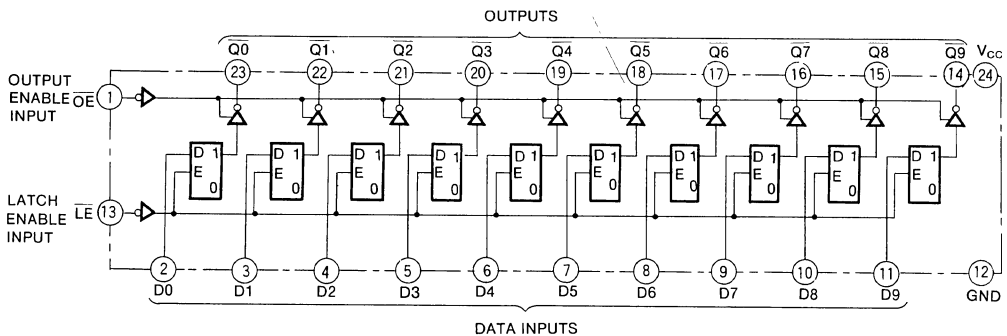 OUTPUTS
Q0 Q1 Q2 Q3 Q4 Q5 Q6 Q7 Q8 Q9 VCC
23 22 21 20 19 18 17 16 15 14 24
OUTPUT
ENABLE OE 1
INPUT
D 1 D 1 D 1 D 1 D 1 D 1 D 1 D 1 D 1 D 1
E E E E E E E E E E
0 0 0 0 0 0 0 0 0 0
LATCH
ENABLE LE 13
INPUT
2 3 4 5 6 7 8 9 10 11 12
D0 D1 D2 D3 D4 D5 D6 D7 D8 D9 GND
DATA INPUTS